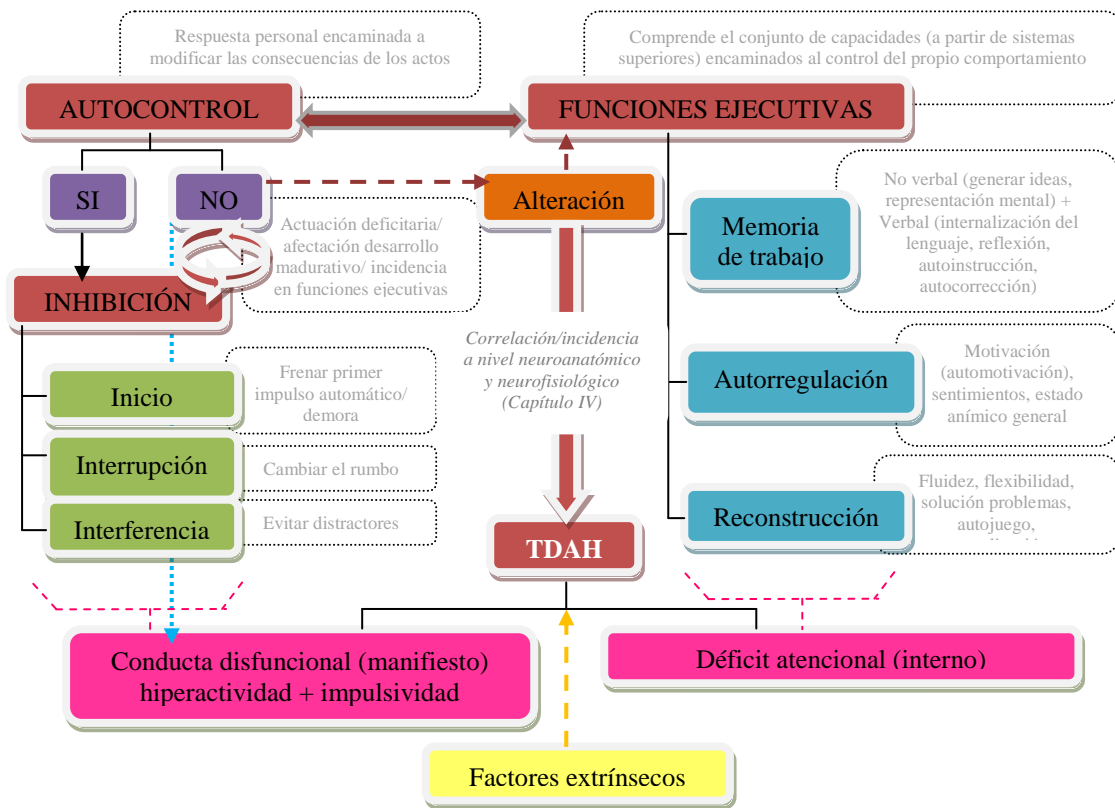 Respuesta personal encaminada a
modificar las consecuencias de los actos
Comprende el conjunto de capacidades (a partir de sistemas
superiores) encaminados al control del propio comportamiento
AUTOCONTROL
FUNCIONES EJECUTIVAS
SI
NO
Alteración
Actuación deficitaria/
afectación desarrollo
madurativo/ incidencia
en funciones ejecutivas
No verbal (generar ideas,
representación mental) +
Verbal (internalización del
lenguaje, reflexión,
autoinstrucción,
autocorrección)
Memoria
de trabajo
INHIBICIÓN
Correlación/incidencia
a nivel neuroanatómico
y neurofisiológico
(Capítulo IV)
Inicio
Frenar primer
impulso automático/
demora
Autorregulación
Motivación
(automotivación),
sentimientos, estado
anímico general
Interrupción
Cambiar el rumbo
Interferencia
Evitar distractores
Reconstrucción
Fluidez, flexibilidad,
solución problemas,
autojuego,
TDAH
Conducta disfuncional (manifiesto)
hiperactividad + impulsividad
Déficit atencional (interno)
Factores extrínsecos